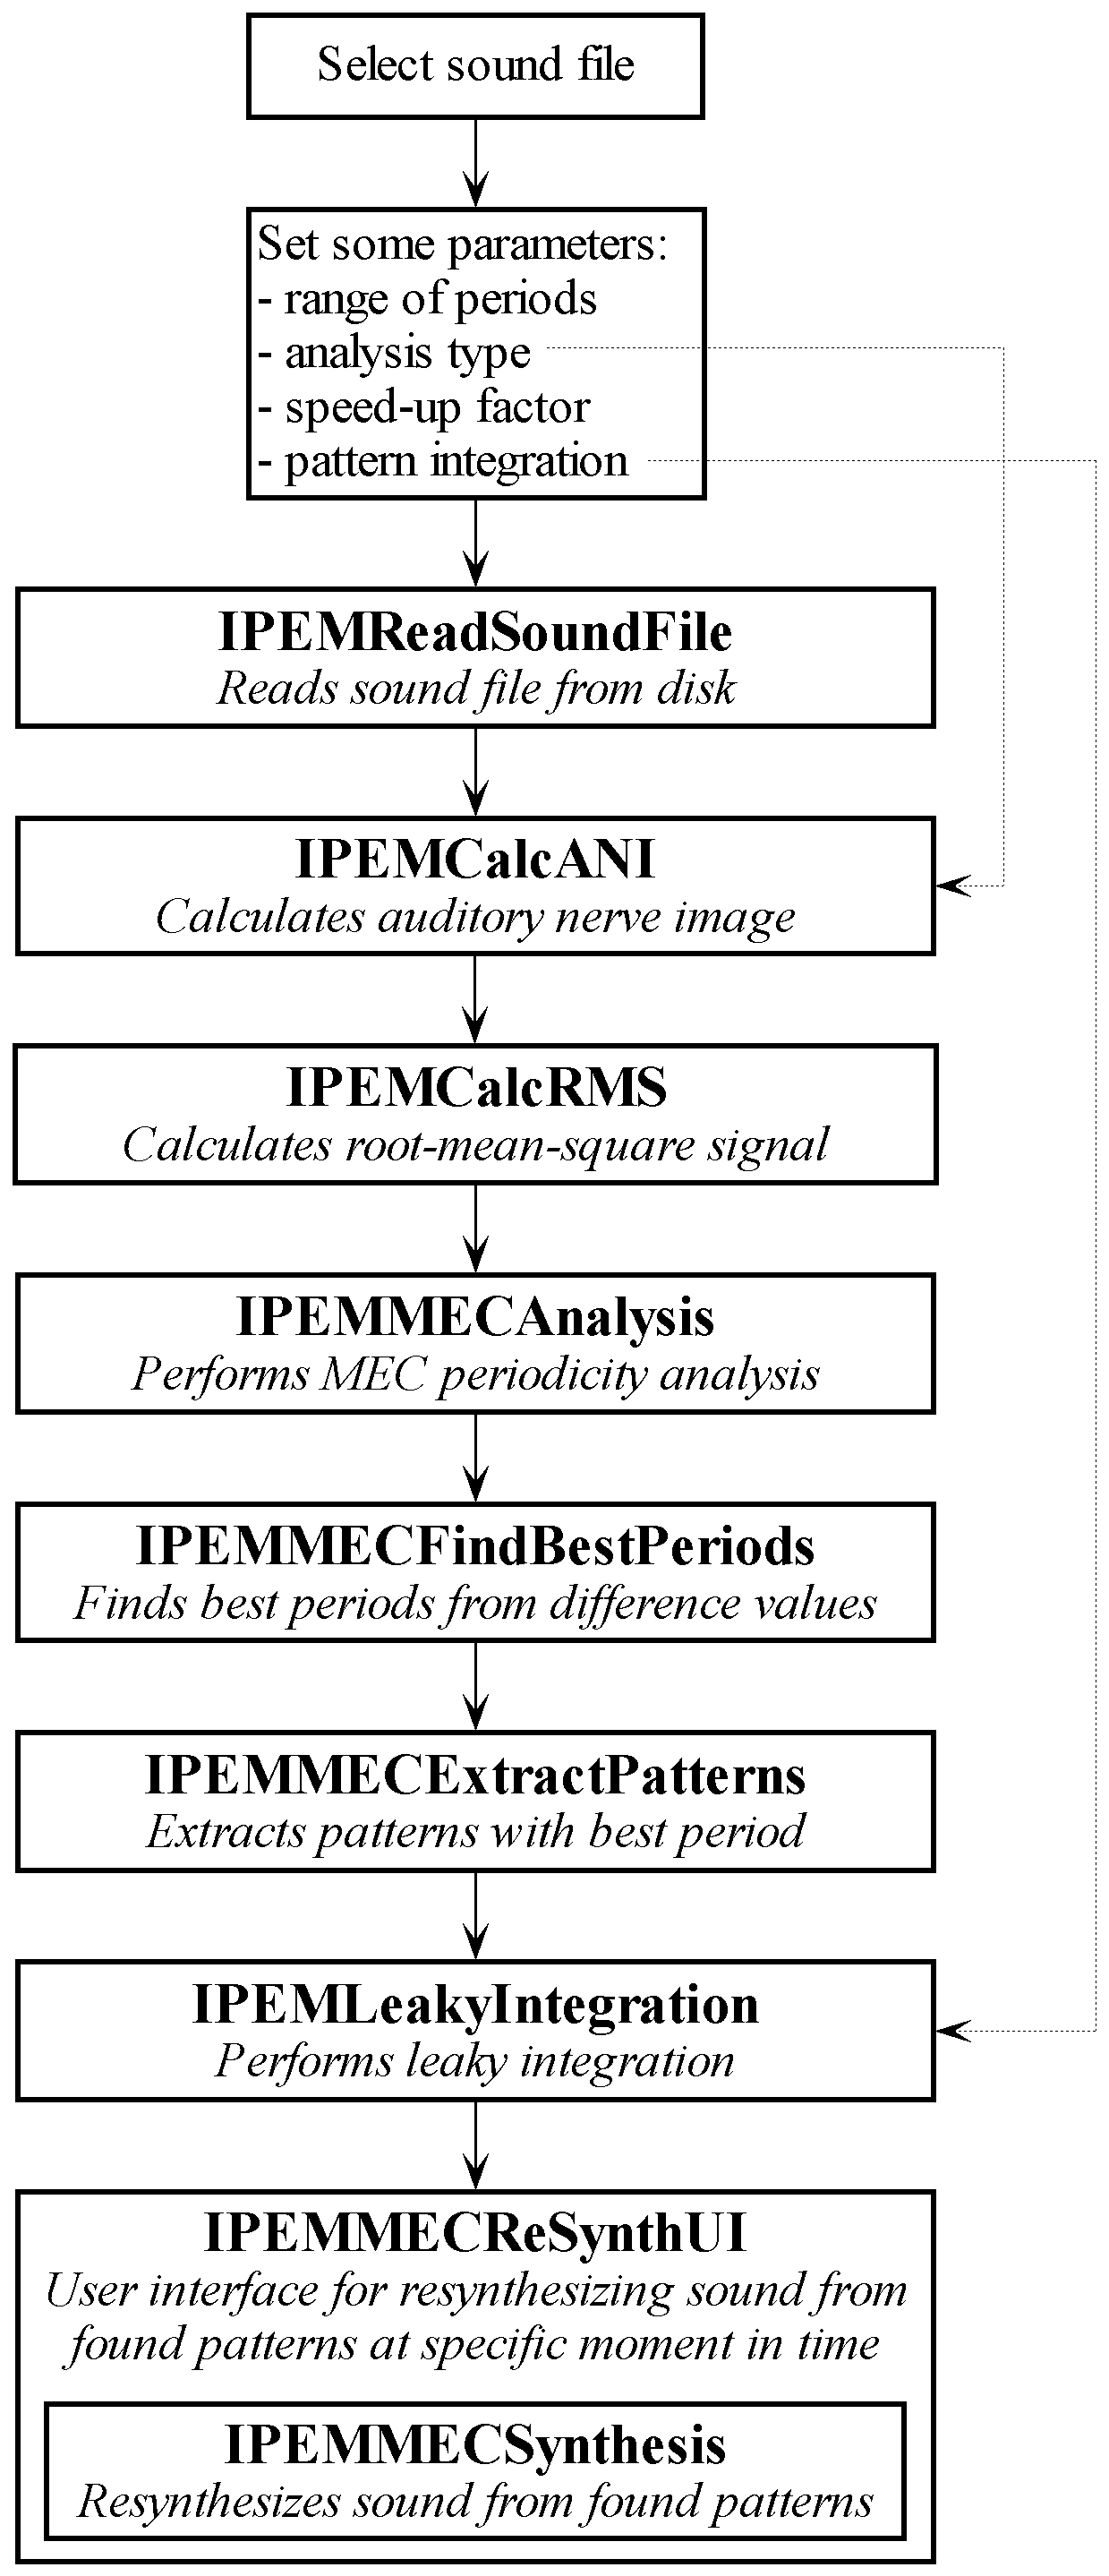 Select sound file
Set some parameters:
- range of periods
- analysis type
- speed-up factor
- pattern integration
IPEMReadSoundFile
Reads sound file from disk
IPEMCalcANI
Calculates auditory nerve image
IPEMCalcRMS
Calculates root-mean-square signal
IPEMMECAnalysis
Performs MEC periodicity analysis
IPEMMECFindBestPeriods
Finds best periods from difference values
IPEMMECExtractPatterns
Extracts patterns with best period
IPEMLeakyIntegration
Performs leaky integration
IPEMMECReSynthUI
User interface for resynthesizing sound from
found patterns at specific moment in time
IPEMMECSynthesis
Resynthesizes sound from found patterns